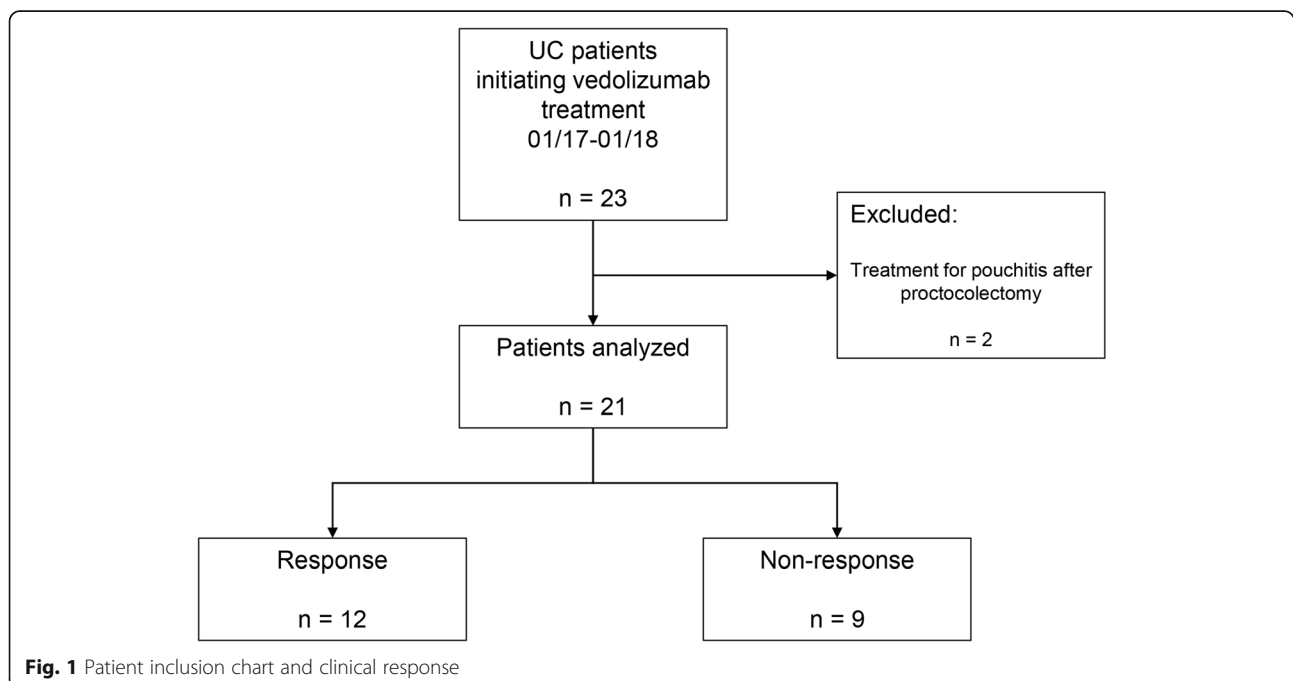 UC patients
initiating vedolizumab
treatment
01/17-01/18
n = 23
Excluded:
Treatment for pouchitis after
proctocolectomy
n = 2
Patients analyzed
n = 21
Response
n = 12
Non-response
n = 9
Fig. 1 Patient inclusion chart and clinical response